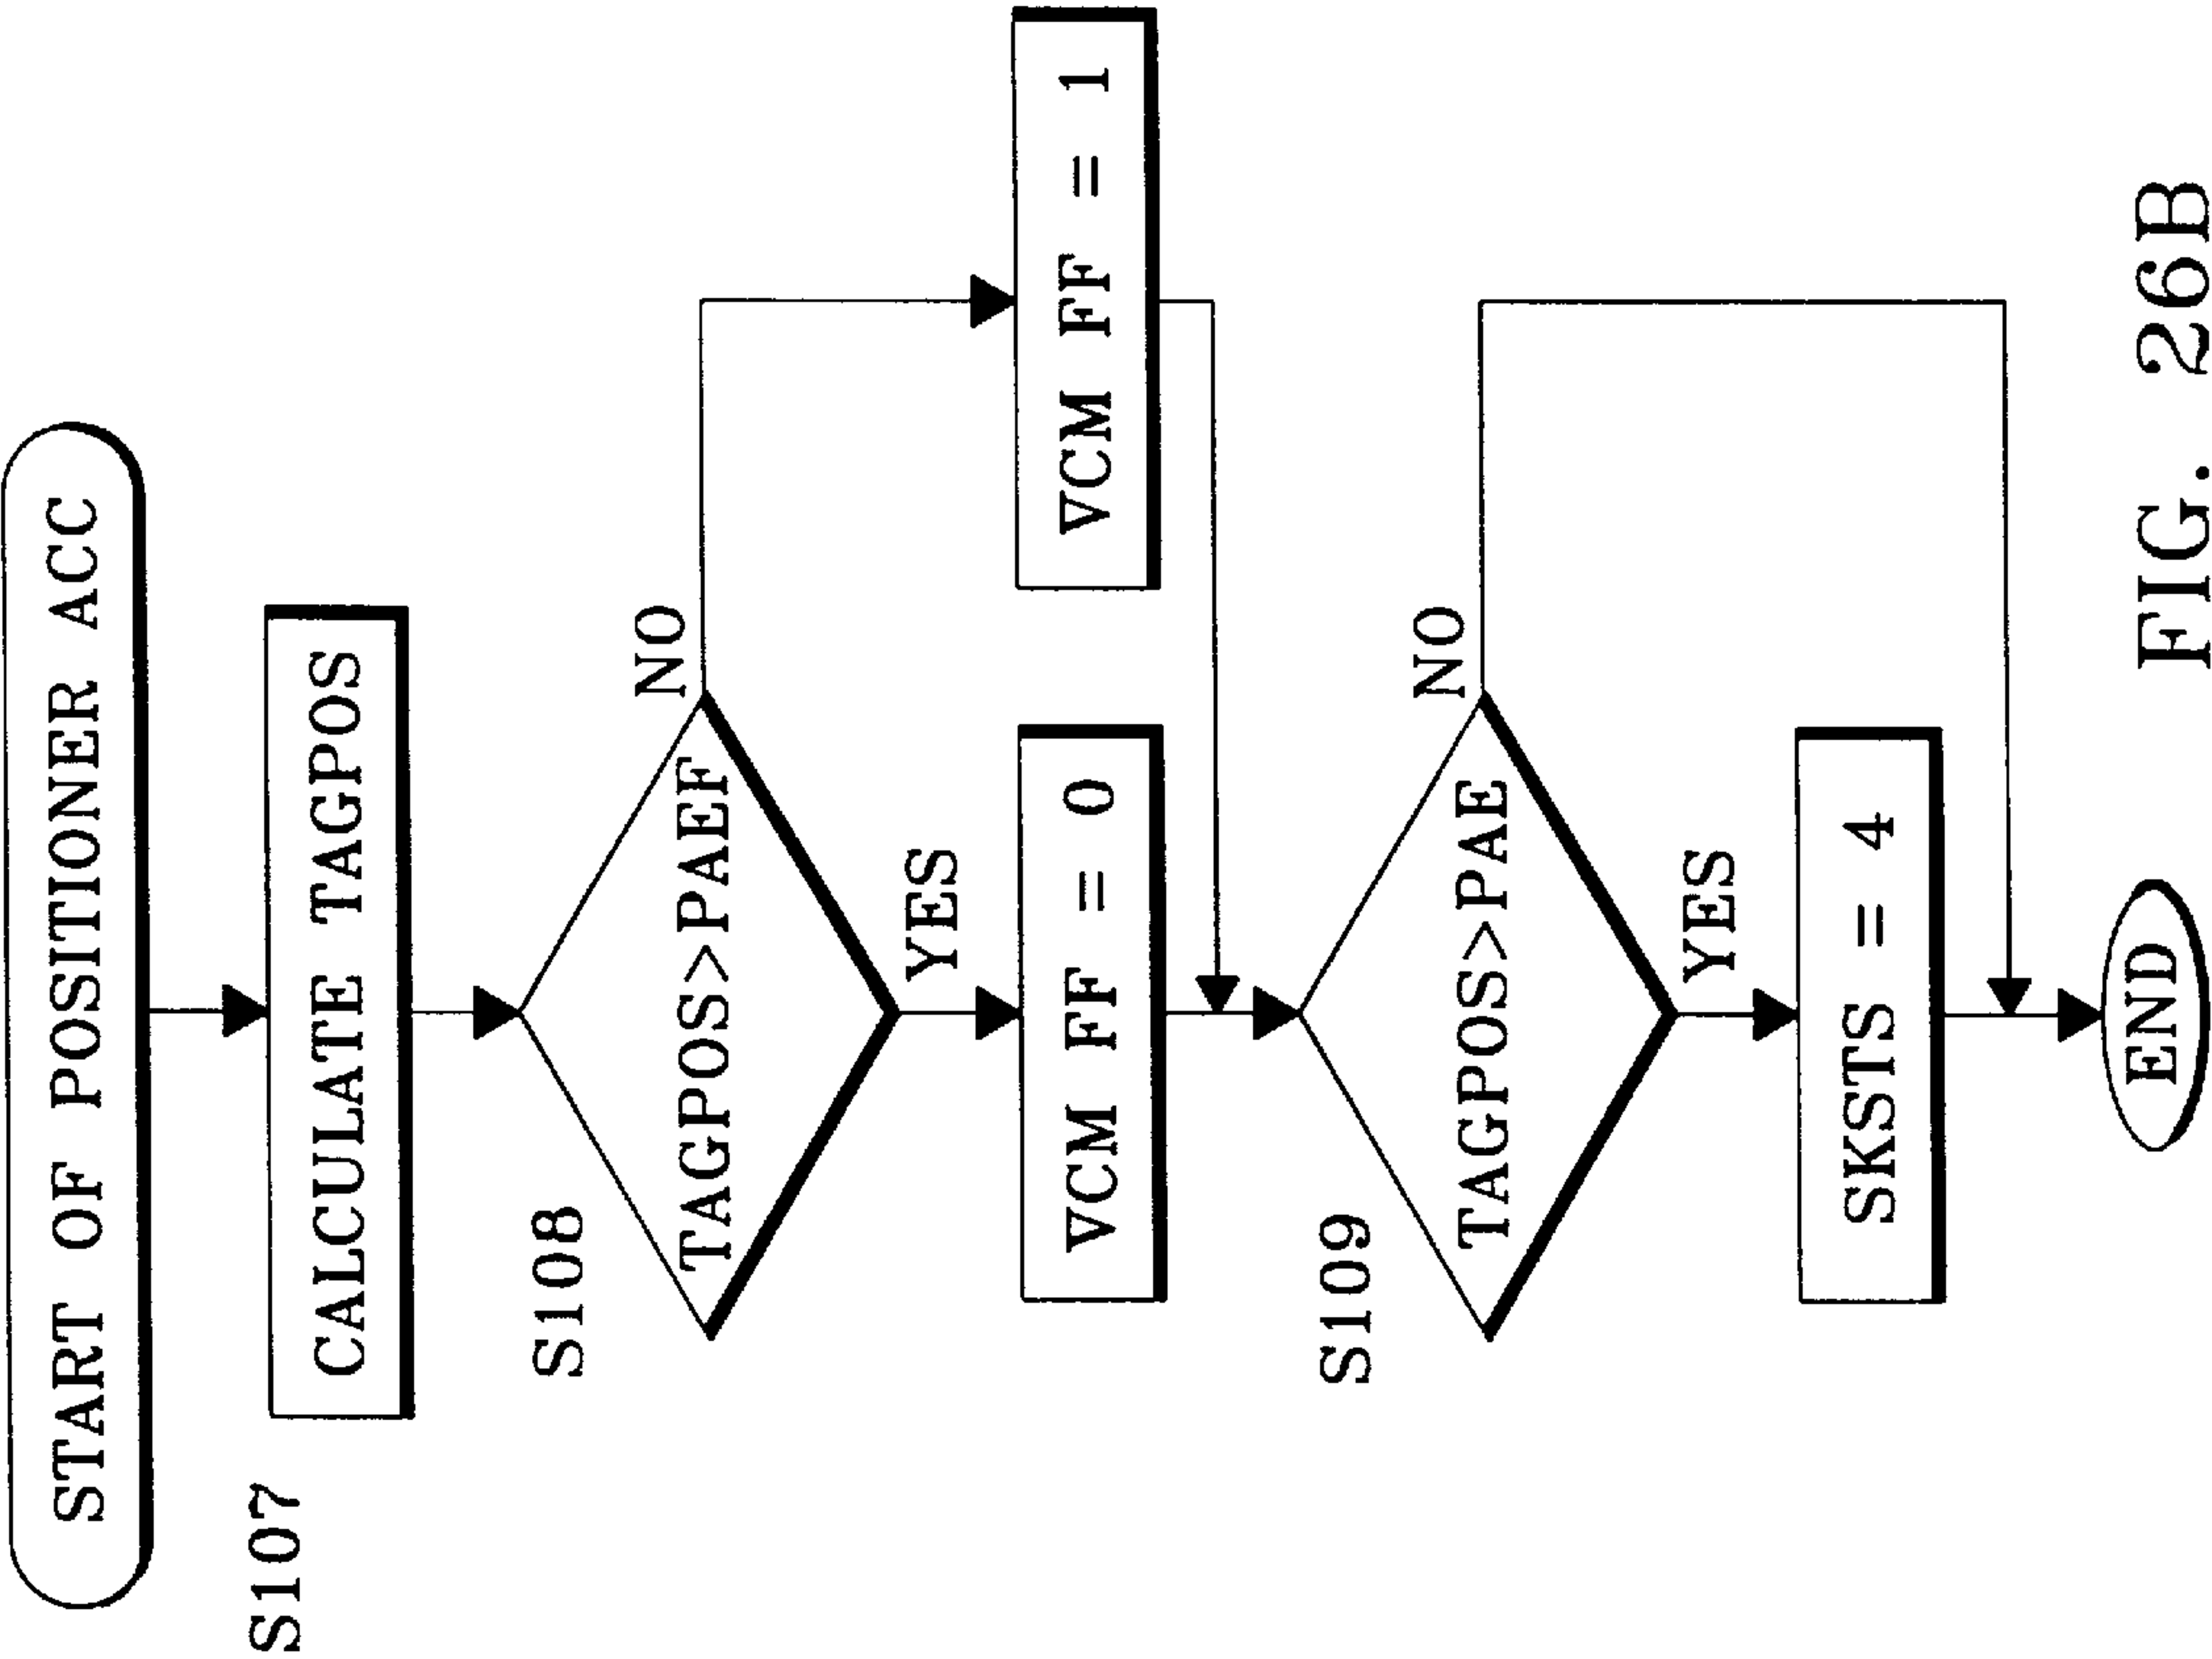 START OF POSITIONER ACC
S107
CALCULATE TAGPOS
S108
TAGPOS>PAEF
NO
YES
VCM FF = 0
VCM FF = 1
S109
TAGPOS>PAE
NO
YES
SKSTS = 4
END
FIG. 26B